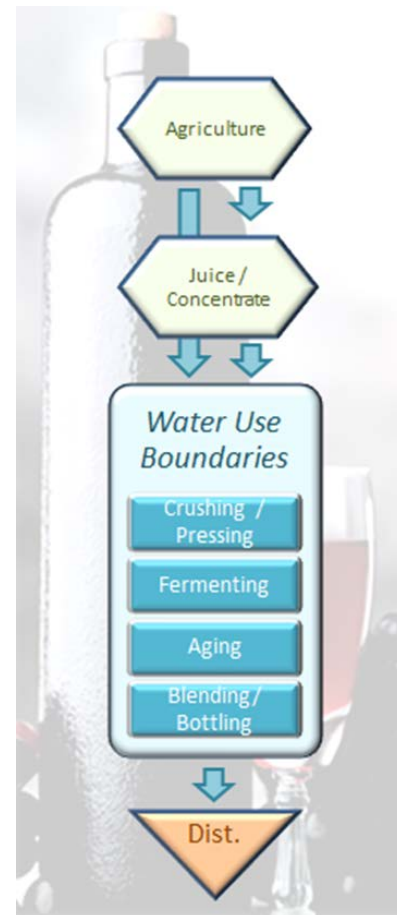 Agriculture
Juice /
Concentrate
Water Use
Boundaries
Crushing /
Pressing
Fermenting
Aging
Blending/
Bottling
Dist.